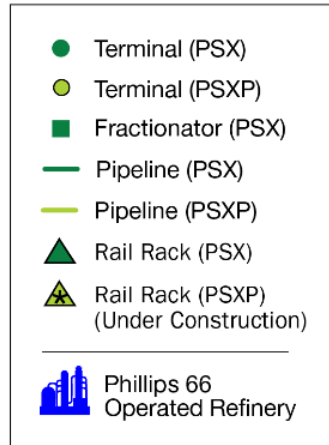 Terminal (PSX)
Terminal (PSXP)
Fractionator (PSX)
Pipeline (PSX)
Pipeline (PSXP)
Rail Rack (PSX)
Rail Rack (PSXP)
(Under Construction)
Phillips 66
Operated Refinery